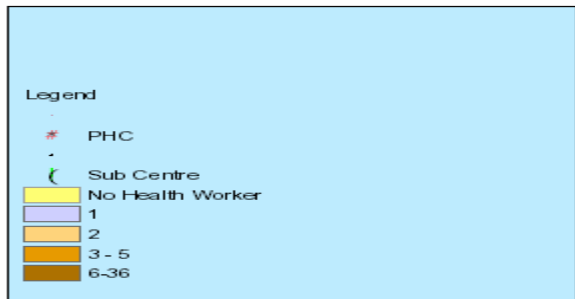 Legend
PHC
Sub Centre
No Health Worker
1
2
3 - 5
6-36